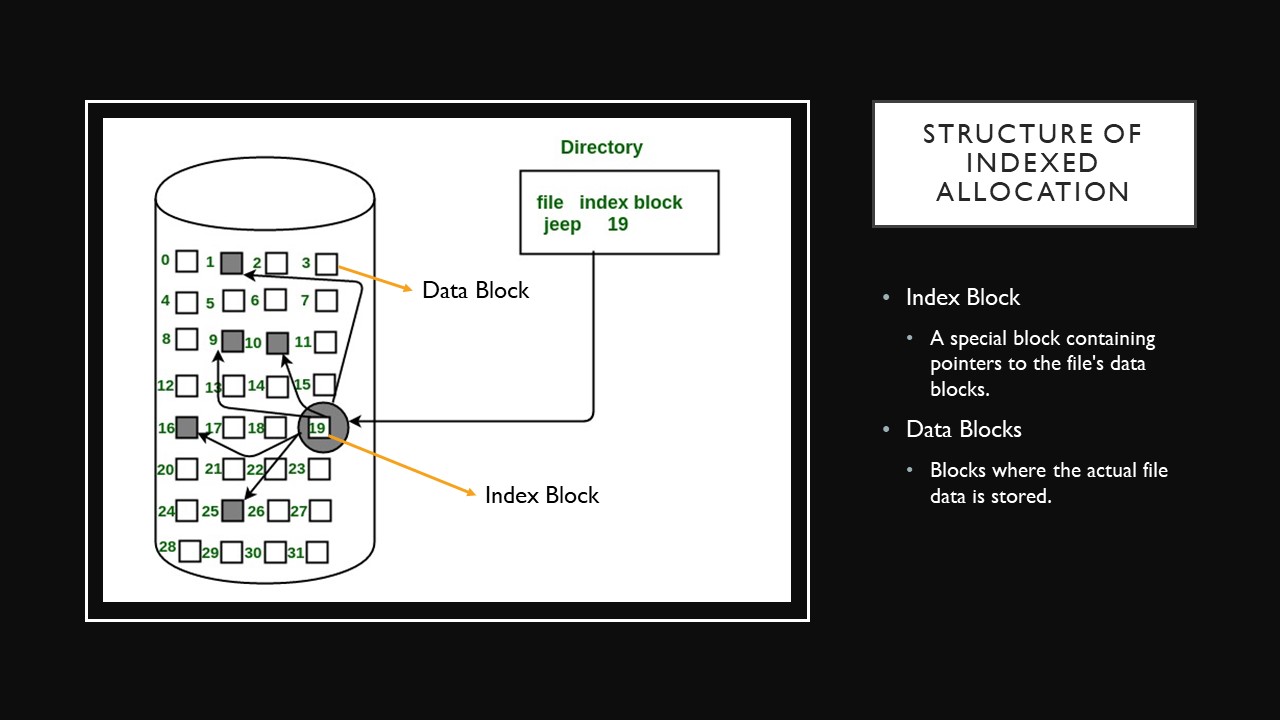 STRUCTURE OF
INDEXED
ALLOCATION
Directory
file index block
jeep 19
0 1 2 3
Data Block
4 5 6 7
8 9 10 11
12 13 14 15
16 17 18 19
20 21 22 23
Index Block
24 25 26 27
28 29 30 31
• Index Block
• A special block containing
pointers to the file's data
blocks.
• Data Blocks
• Blocks where the actual file
data is stored.